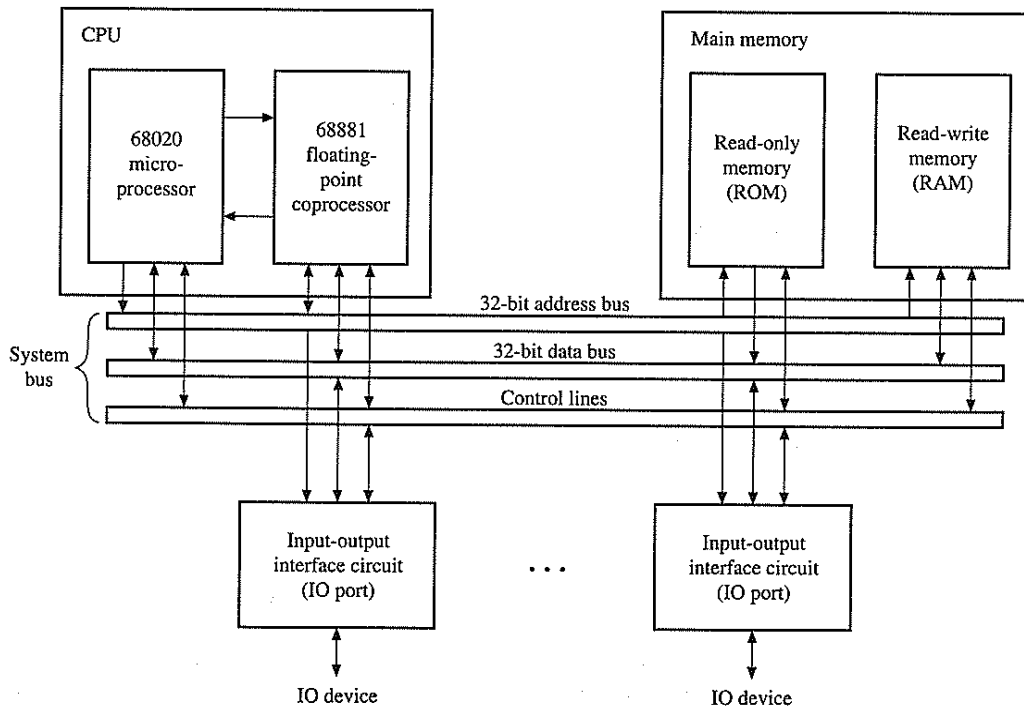 CPU
68020
micro-
processor
68881
floating-
point
coprocessor
Main memory
Read-only
memory
(ROM)
Read-write
memory
(RAM)
System
bus
32-bit address bus
32-bit data bus
Control lines
Input-output
interface circuit
(IO port)
. . .
Input-output
interface circuit
(IO port)
IO device
IO device